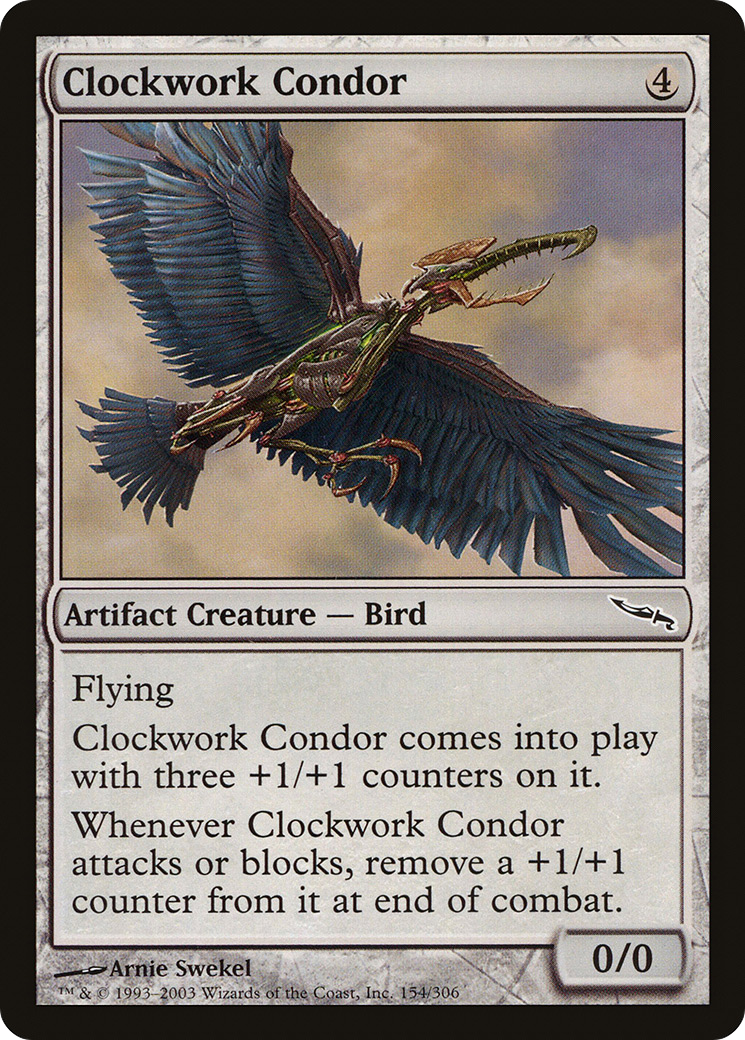 Clockwork Condor 4
Artifact Creature — Bird
Flying
Clockwork Condor comes into play
with three +1/+1 counters on it.
Whenever Clockwork Condor
attacks or blocks, remove a +1/+1
counter from it at end of combat.
0/0
Arnie Swekel
™ & © 1993–2003 Wizards of the Coast, Inc. 154/306